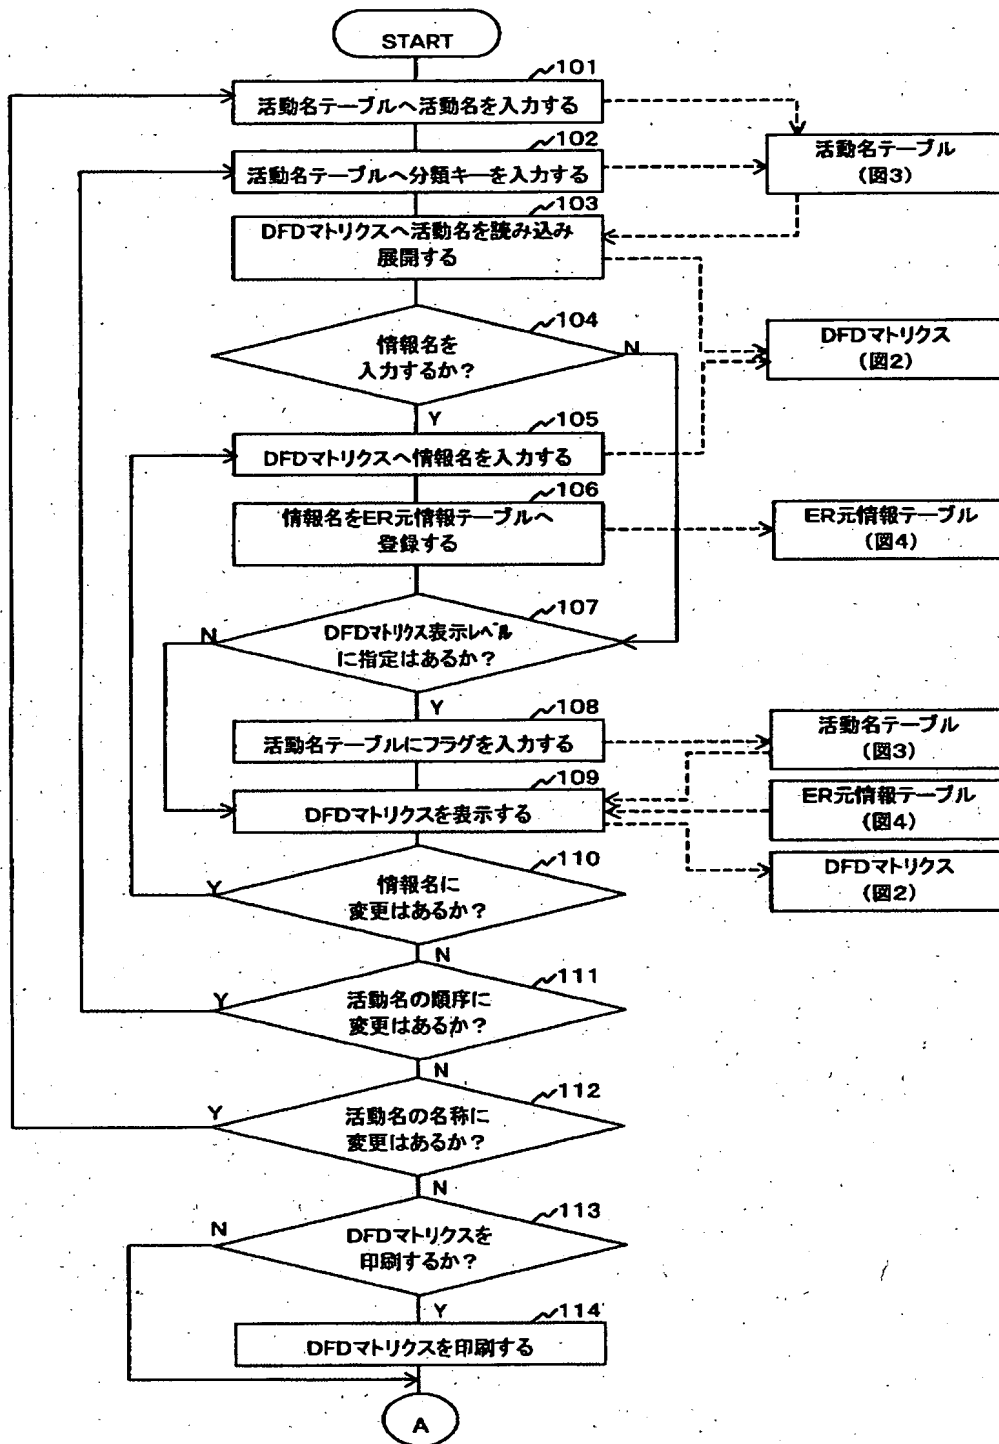 START
101
活動名テーブルへ活動名を入力する
102
活動名テーブルへ分類キーを入力する
活動名テーブル
(図3)
103
DFDマトリクスへ活動名を読み込み
展開する
104
情報名を
入力するか?
N
Y
DFDマトリクス
(図2)
105
DFDマトリクスへ情報名を入力する
106
情報名をER元情報テーブルへ
登録する
ER元情報テーブル
(図4)
107
DFDマトリクス表示レベル
に指定はあるか?
N
Y
108
活動名テーブルにフラグを入力する
活動名テーブル
(図3)
109
DFDマトリクスを表示する
ER元情報テーブル
(図4)
DFDマトリクス
(図2)
110
情報名に
変更はあるか?
Y
N
111
活動名の順序に
変更はあるか?
Y
N
112
活動名の名称に
変更はあるか?
Y
N
113
DFDマトリクスを
印刷するか?
N
Y
114
DFDマトリクスを印刷する
A